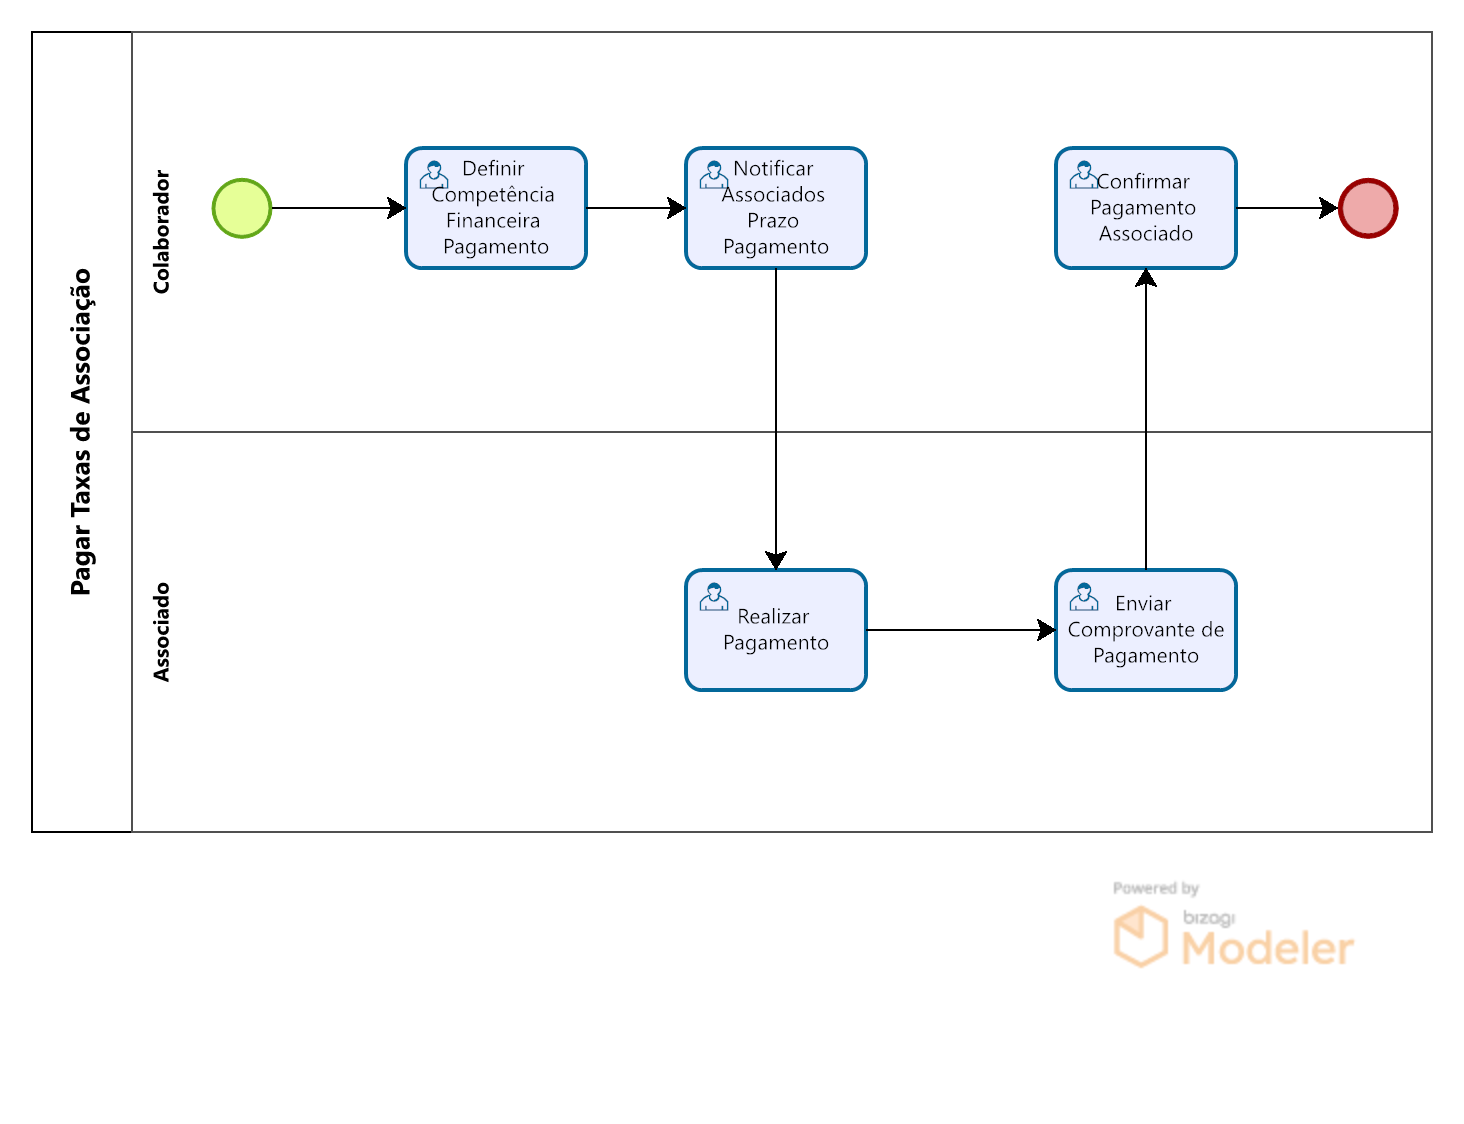 Pagar Taxas de Associação
Colaborador
Definir
Competência
Financeira
Pagamento
Notificar
Associados
Prazo
Pagamento
Confirmar
Pagamento
Associado
Associado
Realizar
Pagamento
Enviar
Comprovante de
Pagamento
Powered by
bizagi
Modeler